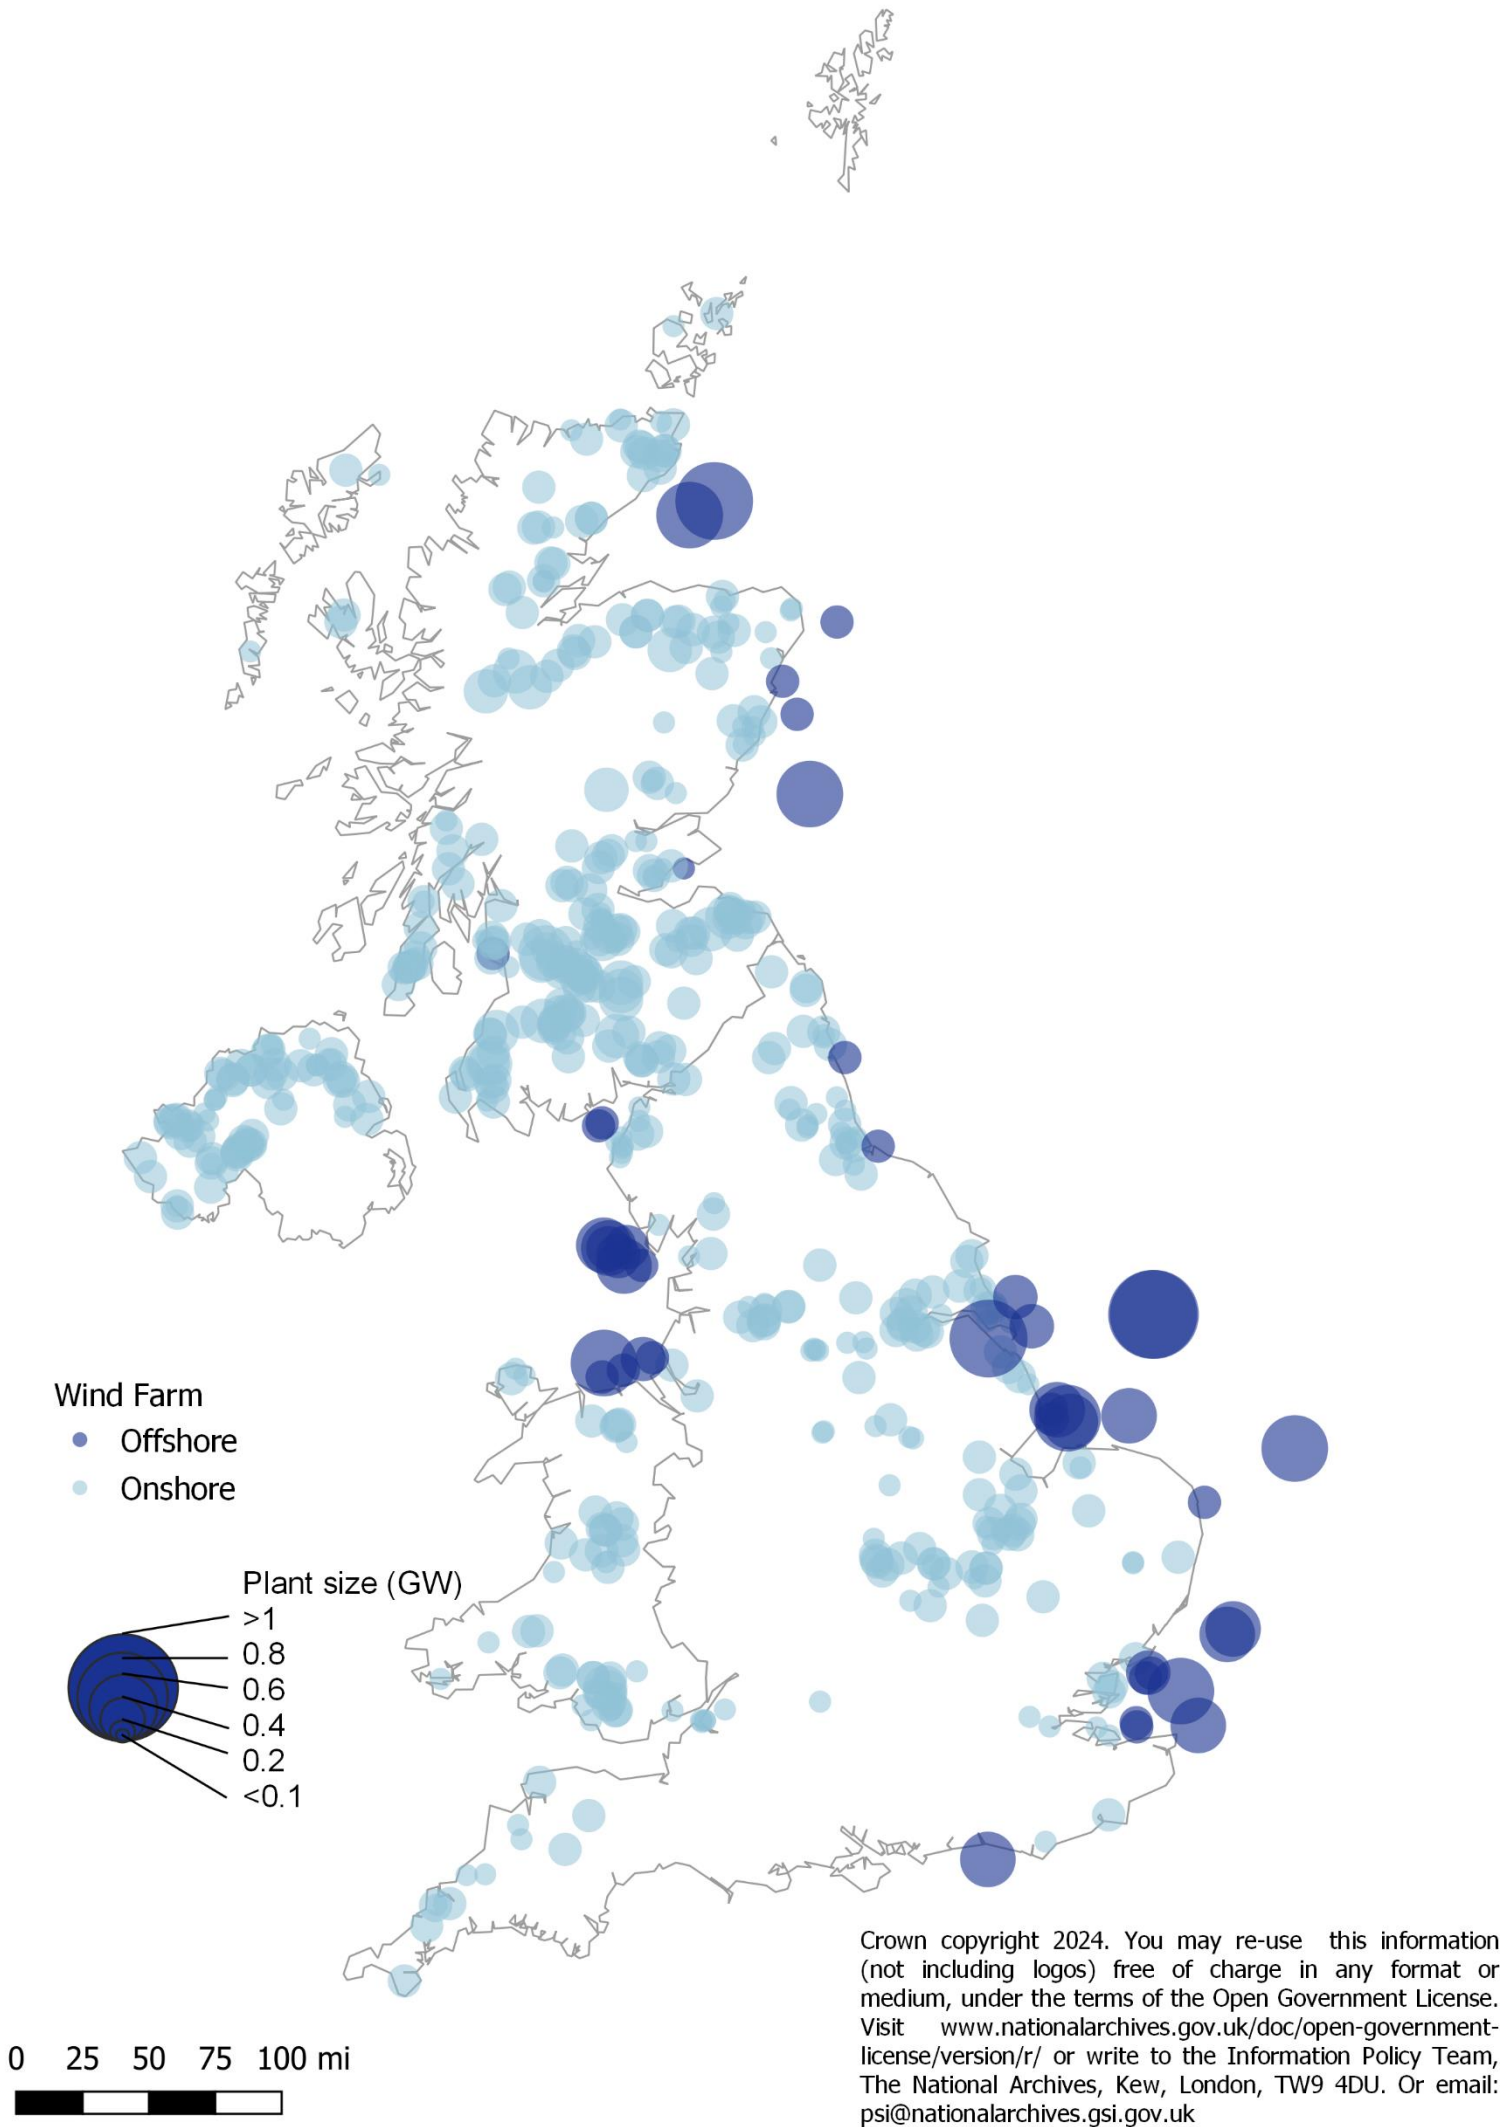 Wind Farm
Offshore
Onshore
Plant size (GW)
>1
0.8
0.6
0.4
0.2
<0.1
Crown copyright 2024. You may re-use this information
(not including logos) free of charge in any format or
medium, under the terms of the Open Government License.
Visit www.nationalarchives.gov.uk/doc/open-government-
license/version/r/ or write to the Information Policy Team,
The National Archives, Kew, London, TW9 4DU. Or email:
psi@nationalarchives.gsi.gov.uk
0 25 50 75 100 mi